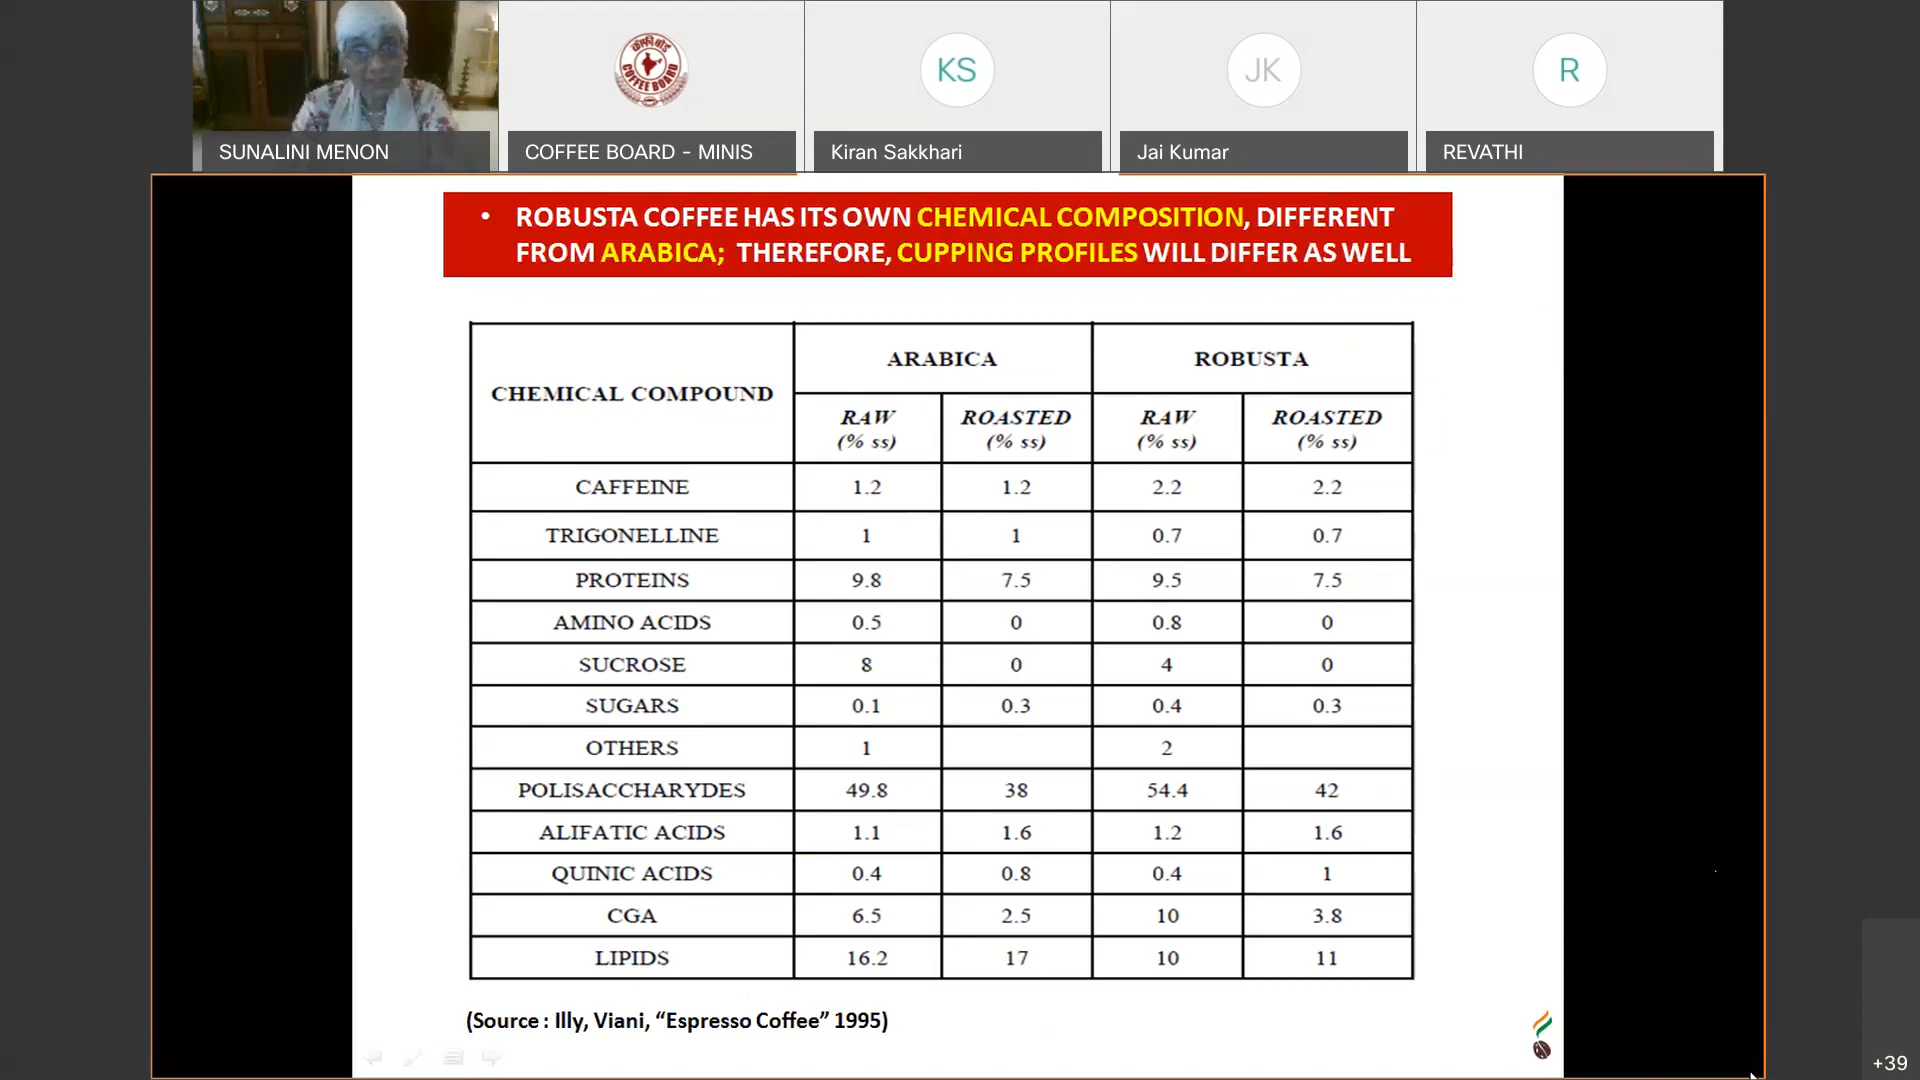 कॉफी बोर्ड
COFFEE BOARD
KS
JK
R
SUNALINI MENON
COFFEE BOARD - MINIS
Kiran Sakkhari
Jai Kumar
REVATHI
• ROBUSTA COFFEE HAS ITS OWN CHEMICAL COMPOSITION, DIFFERENT
FROM ARABICA; THEREFORE, CUPPING PROFILES WILL DIFFER AS WELL
CHEMICAL COMPOUND ARABICA ROBUSTA
RAW (% ss) ROASTED (% ss) RAW (% ss) ROASTED (% ss)
CAFFEINE 1.2 1.2 2.2 2.2
TRIGONELLINE 1 1 0.7 0.7
PROTEINS 9.8 7.5 9.5 7.5
AMINO ACIDS 0.5 0 0.8 0
SUCROSE 8 0 4 0
SUGARS 0.1 0.3 0.4 0.3
OTHERS 1 2
POLISACCHARYDES 49.8 38 54.4 42
ALIFATIC ACIDS 1.1 1.6 1.2 1.6
QUINIC ACIDS 0.4 0.8 0.4 1
CGA 6.5 2.5 10 3.8
LIPIDS 16.2 17 10 11
(Source : Illy, Viani, “Espresso Coffee” 1995)
+39